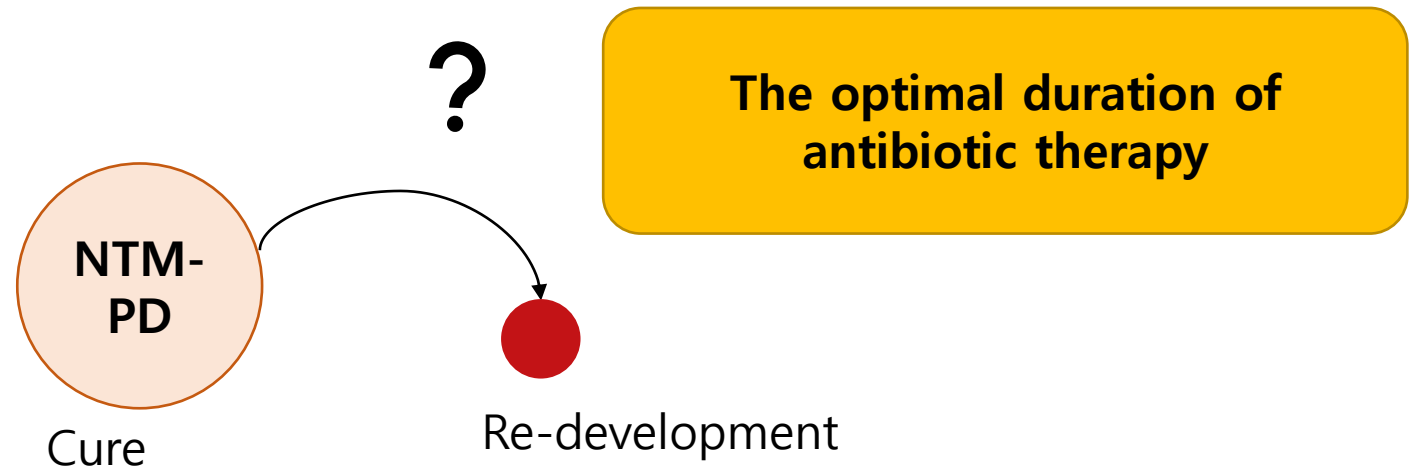 ?
The optimal duration of
antibiotic therapy
NTM-
PD
Cure
Re-development